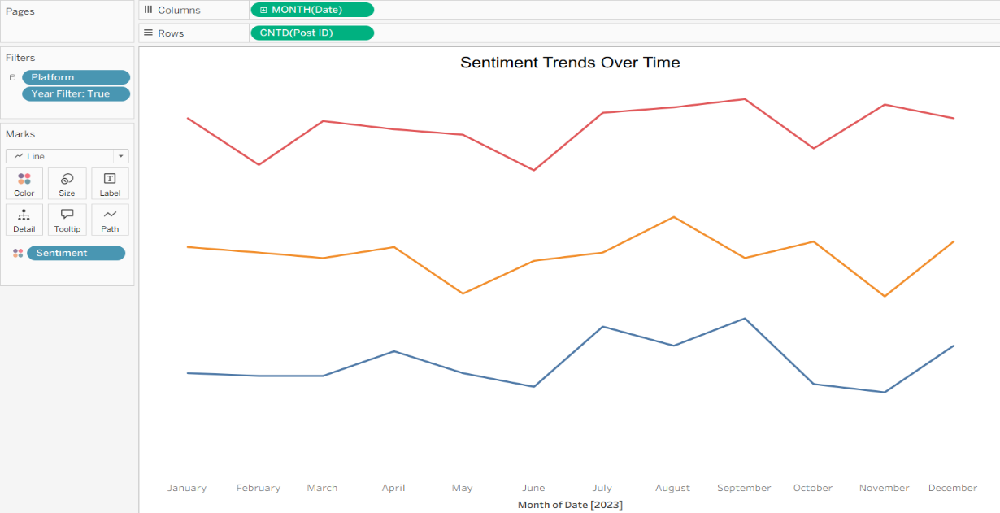 Pages
Columns
MONTH(Date)
Rows
CNTD(Post ID)
Filters
Platform
Year Filter: True
Marks
Line
Color
Size
Label
Detail
Tooltip
Path
Sentiment
Sentiment Trends Over Time
January February March April May June July August September October November December
Month of Date [2023]